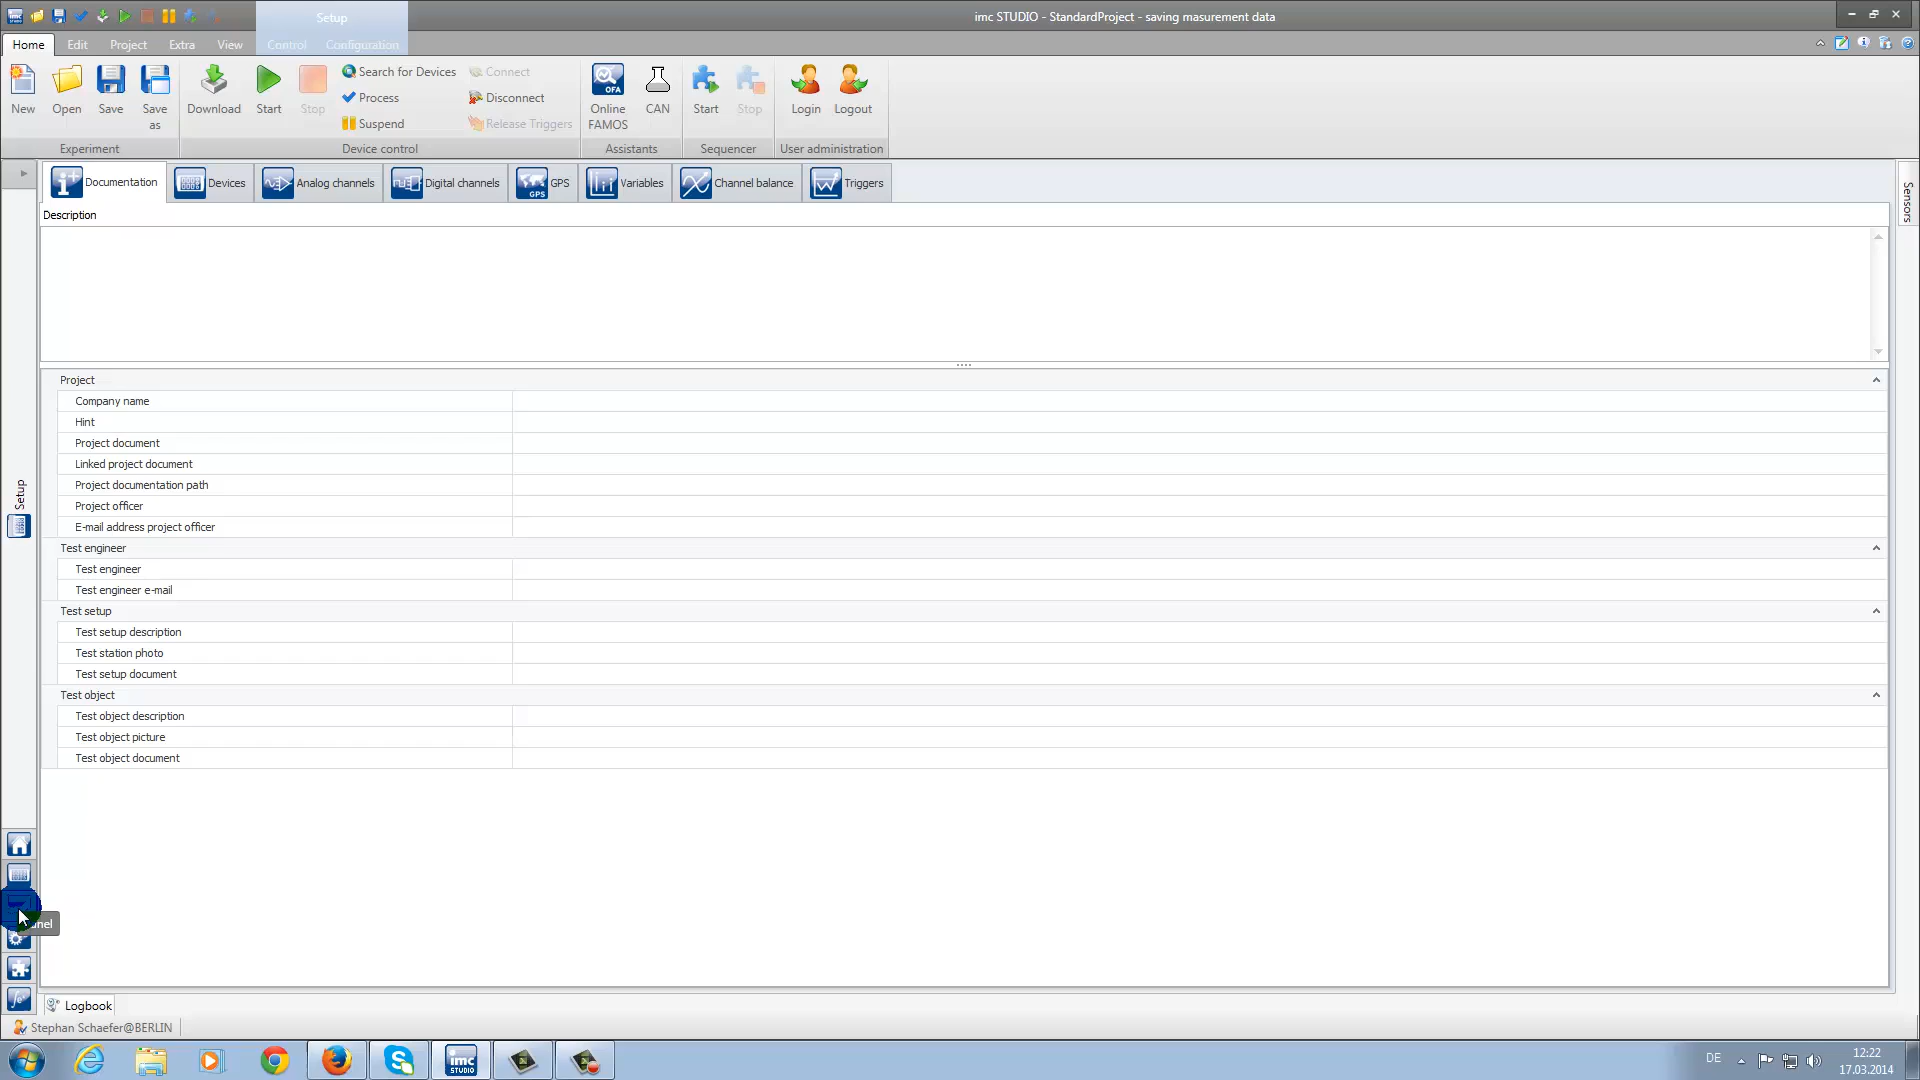 Setup
imc STUDIO - StandardProject - saving masurement data
Home Edit Project Extra View Control Configuration
New Open Save Save as
Download Start Stop
Search for Devices
Process
Suspend
Connect
Disconnect
Release Triggers
OFA
Online FAMOS
CAN
Start Stop
Login Logout
Experiment Device control Assistants Sequencer User administration
Documentation Devices Analog channels Digital channels GPS GPS Variables Channel balance Triggers
Sensors
Description
Project
Company name
Hint
Project document
Linked project document
Project documentation path
Project officer
E-mail address project officer
Setup
Test engineer
Test engineer
Test engineer e-mail
Test setup
Test setup description
Test station photo
Test setup document
Test object
Test object description
Test object picture
Test object document
Logbook
Stephan Schaefer@BERLIN
imc STUDIO
DE
12:22
17.03.2014